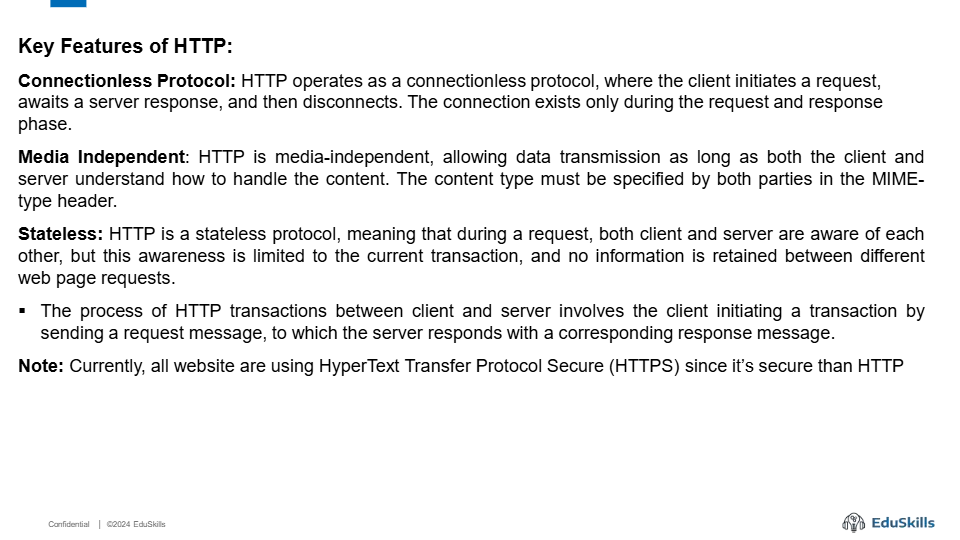 Key Features of HTTP:
Connectionless Protocol: HTTP operates as a connectionless protocol, where the client initiates a request,
awaits a server response, and then disconnects. The connection exists only during the request and response
phase.
Media Independent: HTTP is media-independent, allowing data transmission as long as both the client and
server understand how to handle the content. The content type must be specified by both parties in the MIME-
type header.
Stateless: HTTP is a stateless protocol, meaning that during a request, both client and server are aware of each
other, but this awareness is limited to the current transaction, and no information is retained between different
web page requests.
▪ The process of HTTP transactions between client and server involves the client initiating a transaction by
sending a request message, to which the server responds with a corresponding response message.
Note: Currently, all website are using HyperText Transfer Protocol Secure (HTTPS) since it’s secure than HTTP
Confidential | ©2024 EduSkills
EduSkills